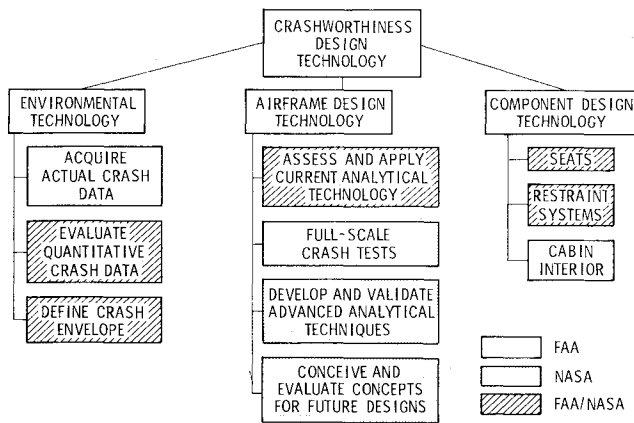 CRASHWORTHINESS
DESIGN
TECHNOLOGY
ENVIRONMENTAL
TECHNOLOGY
AIRFRAME DESIGN
TECHNOLOGY
COMPONENT DESIGN
TECHNOLOGY
ACQUIRE
ACTUAL CRASH
DATA
EVALUATE
QUANTITATIVE
CRASH DATA
DEFINE CRASH
ENVELOPE
ASSESS AND APPLY
CURRENT ANALYTICAL
TECHNOLOGY
FULL-SCALE
CRASH TESTS
DEVELOP AND VALIDATE
ADVANCED ANALYTICAL
TECHNIQUES
CONCEIVE AND
EVALUATE CONCEPTS
FOR FUTURE DESIGNS
SEATS
RESTRAINT
SYSTEMS
CABIN
INTERIOR
FAA
NASA
FAA/NASA